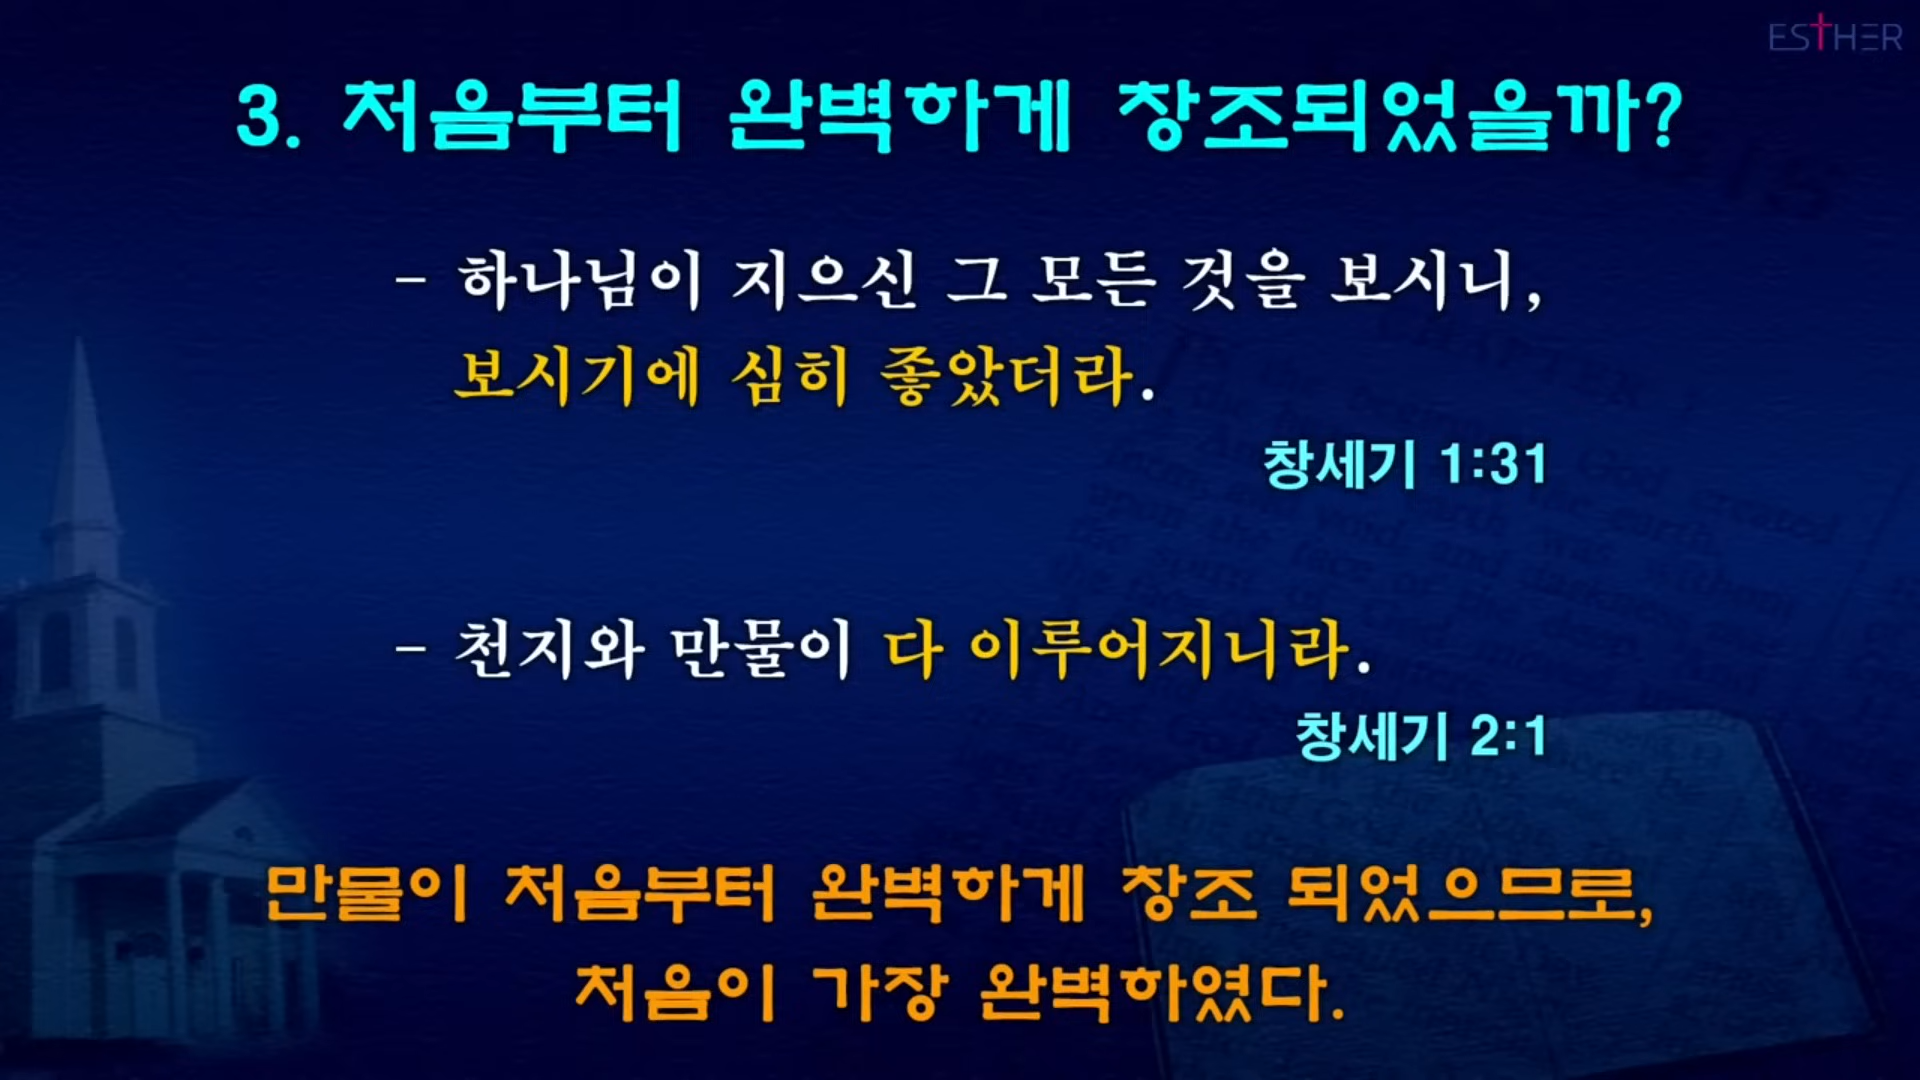 ESTHER
3. 처음부터 완벽하게 창조되었을까?
- 하나님이 지으신 그 모든 것을 보시니,
보시기에 심히 좋았더라.
창세기 1:31
- 천지와 만물이 다 이루어지니라.
창세기 2:1
만물이 처음부터 완벽하게 창조 되었으므로,
처음이 가장 완벽하였다.